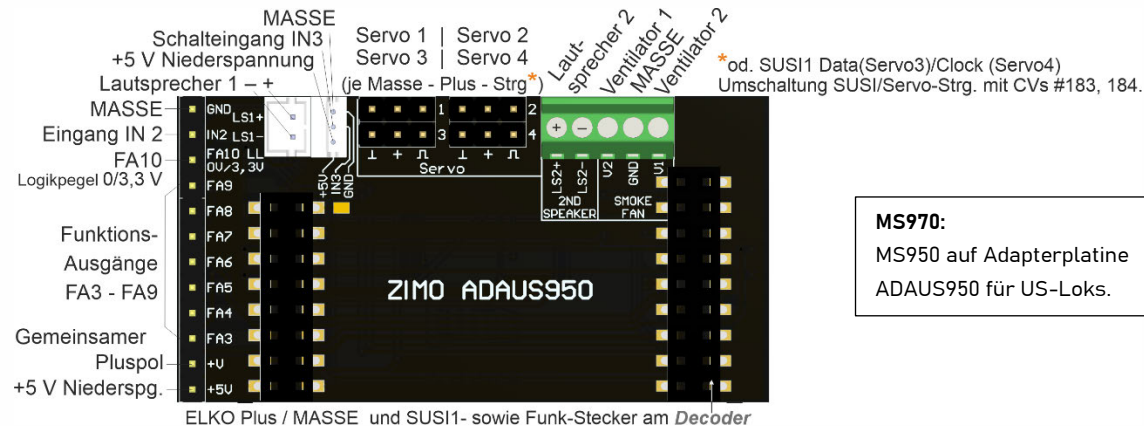 MASSE
Schalteingang IN3
+5 V Niederspannung
Lautsprecher 1 – +
Servo 1 | Servo 2
Servo 3 | Servo 4
(je Masse - Plus - Strg*)
Laut-
sprecher 2
Ventilator 1
MASSE
Ventilator 2
*od. SUSI1 Data(Servo3)/Clock (Servo4)
Umschaltung SUSI/Servo-Strg. mit CVs #183, 184.
MASSE
Eingang IN 2
FA10
Logikpegel 0/3,3 V
Funktions-
Ausgänge
FA3 - FA9
Gemeinsamer
Pluspol
+5 V Niederspg.
GND
IN2
FA10 LL
0V/3,3V
FA9
FA8
FA7
FA6
FA5
FA4
FA3
+V
+5V
LS1+
LS1-
+5V
IN3
GND
1
2
3
4
⊥ + ⎍ ⊥ + ⎍
Servo
+ –
LS2+
LS2-
V2
GND
V1
2ND
SPEAKER
SMOKE
FAN
ZIMO ADAUS950
MS970:
MS950 auf Adapterplatine
ADAUS950 für US-Loks.
ELKO Plus / MASSE und SUSI1- sowie Funk-Stecker am Decoder